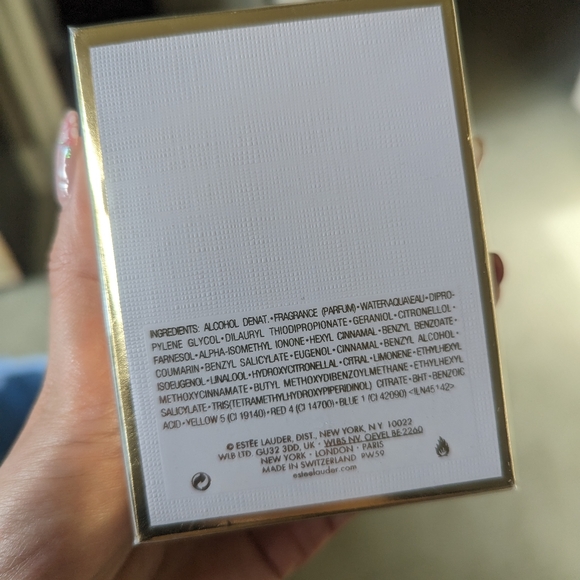 INGREDIENTS: ALCOHOL DENAT.•FRAGRANCE (PARFUM)•WATER\AQUA\EAU•DIPRO-
PYLENE GLYCOL•DILAURYL THIODIPROPIONATE•GERANIOL•CITRONELLOL•
FARNESOL•ALPHA-ISOMETHYL IONONE•HEXYL CINNAMAL•BENZYL BENZOATE•
COUMARIN•BENZYL SALICYLATE•EUGENOL•CINNAMAL•BENZYL ALCOHOL•
ISOEUGENOL•LINALOOL•HYDROXYCITRONELLAL•CITRAL•LIMONENE•ETHYLHEXYL
METHOXYCINNAMATE•BUTYL METHOXYDIBENZOYLMETHANE•ETHYLHEXYL
SALICYLATE•TRIS(TETRAMETHYLHYDROXYPIPERIDINOL) CITRATE•BHT•BENZOIC
ACID•YELLOW 5 (CI 19140)•RED 4 (CI 14700)•BLUE 1 (CI 42090) <ILN45142>
© ESTĒE LAUDER, DIST., NEW YORK, N.Y. 10022
WLB LTD. GU32 3DD, UK • WIBS NV, OEVEL BE-2260
NEW YORK • LONDON • PARIS
MADE IN SWITZERLAND PW59
esteelauder.com